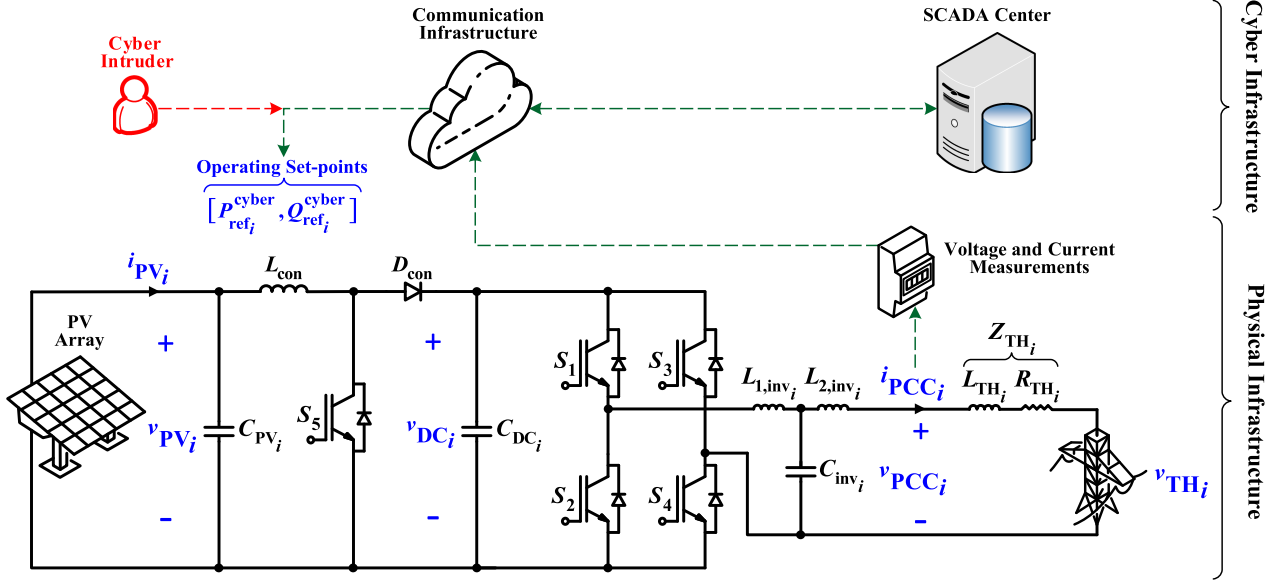 Communication
Infrastructure
SCADA Center
Cyber
Intruder
Cyber Infrastructure
Operating Set-points
[P_ref_i^cyber, Q_ref_i^cyber]
Voltage and Current
Measurements
Physical Infrastructure
i_PV_i
L_con
D_con
PV
Array
+
+
S_1
S_3
Z_TH_i
L_1,inv_i
L_2,inv_i
i_PCC_i
L_TH_i
R_TH_i
S_5
v_PV_i
C_PV_i
v_DC_i
C_DC_i
+
S_2
S_4
C_inv_i
v_PCC_i
v_TH_i
-
-
-